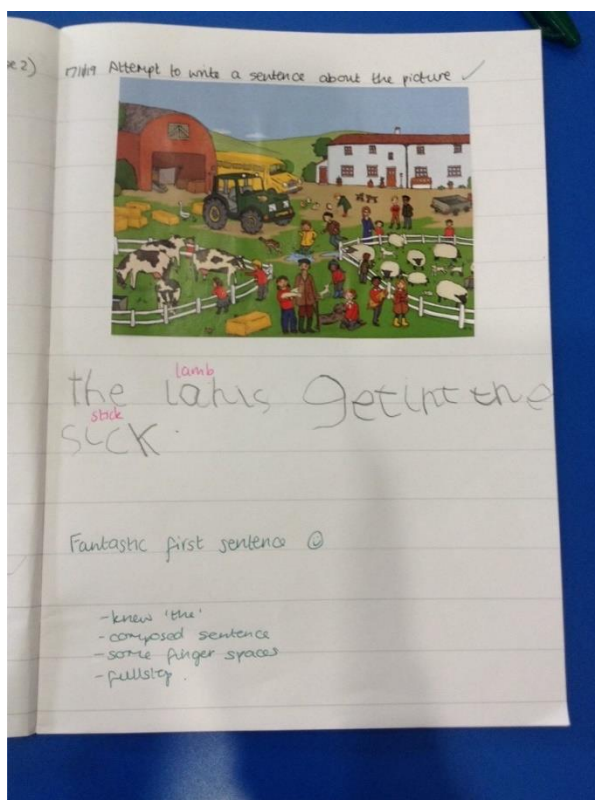 e 2)
17/1/19 Attempt to write a sentence about the picture ✓
lamb
the lahis getint the
stick
sick.
Fantastic first sentence ☺
- knew 'the'
- composed sentence
- some finger spaces
- fullstop.